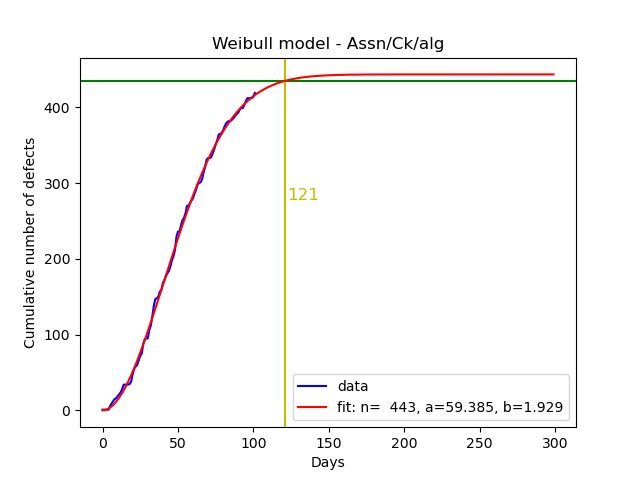 Weibull model - Assn/Ck/alg
Cumulative number of defects
400
300
200
100
0
121
data
fit: n=  443, a=59.385, b=1.929
0 50 100 150 200 250 300
Days